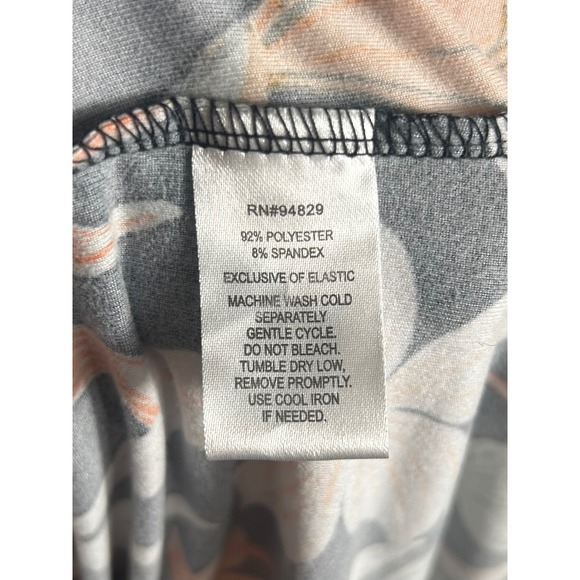 RN#94829
92% POLYESTER
8% SPANDEX
EXCLUSIVE OF ELASTIC
MACHINE WASH COLD
SEPARATELY
GENTLE CYCLE.
DO NOT BLEACH.
TUMBLE DRY LOW,
REMOVE PROMPTLY.
USE COOL IRON
IF NEEDED.